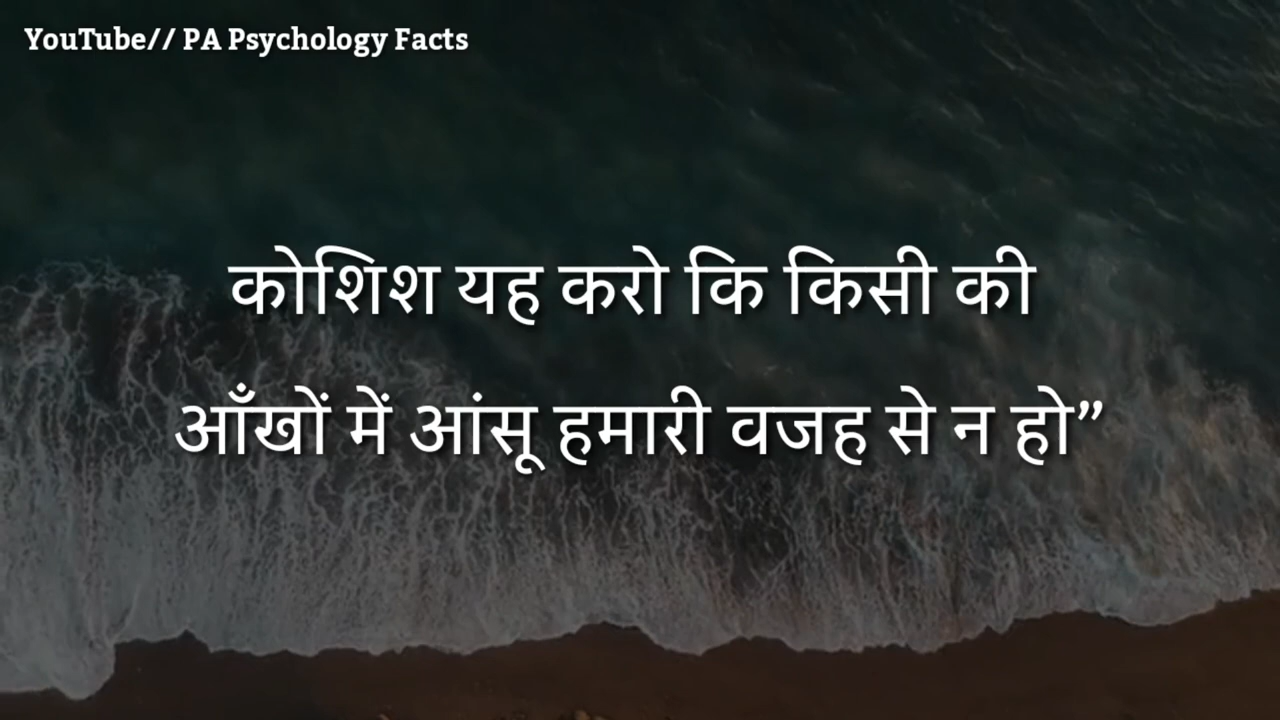 YouTube// PA Psychology Facts
कोशिश यह करो कि किसी की
आँखों में आंसू हमारी वजह से न हो”